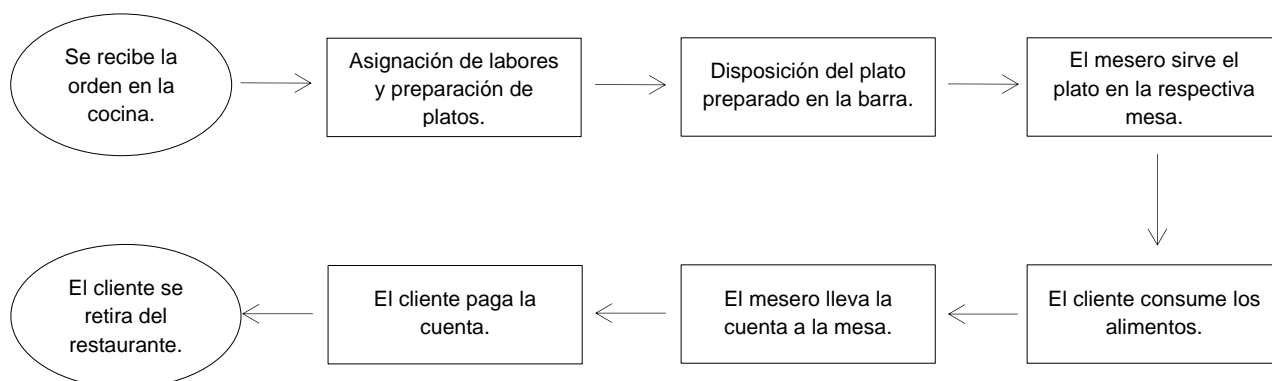 Se recibe la
orden en la
cocina.
Asignación de labores
y preparación de
platos.
Disposición del plato
preparado en la barra.
El mesero sirve el
plato en la respectiva
mesa.
El cliente consume los
alimentos.
El mesero lleva la
cuenta a la mesa.
El cliente paga la
cuenta.
El cliente se
retira del
restaurante.